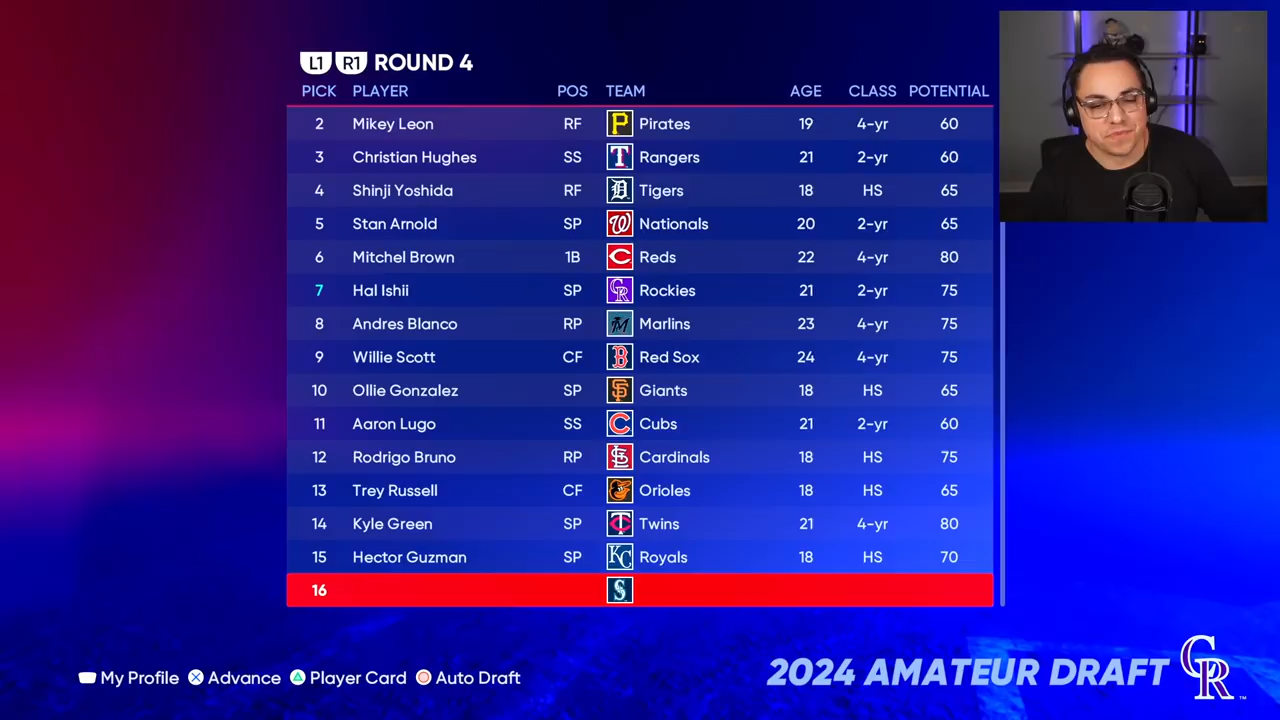 L1 R1 ROUND 4
PICK PLAYER POS TEAM AGE CLASS POTENTIAL
2 Mikey Leon RF P Pirates 19 4-yr 60
3 Christian Hughes SS T Rangers 21 2-yr 60
4 Shinji Yoshida RF D Tigers 18 HS 65
5 Stan Arnold SP W Nationals 20 2-yr 65
6 Mitchel Brown 1B C Reds 22 4-yr 80
7 Hal Ishii SP CR Rockies 21 2-yr 75
8 Andres Blanco RP M Marlins 23 4-yr 75
9 Willie Scott CF B Red Sox 24 4-yr 75
10 Ollie Gonzalez SP SF Giants 18 HS 65
11 Aaron Lugo SS C Cubs 21 2-yr 60
12 Rodrigo Bruno RP STL Cardinals 18 HS 75
13 Trey Russell CF Orioles 18 HS 65
14 Kyle Green SP TC Twins 21 4-yr 80
15 Hector Guzman SP KC Royals 18 HS 70
16 S
My Profile Advance Player Card Auto Draft
2024 AMATEUR DRAFT CR ™